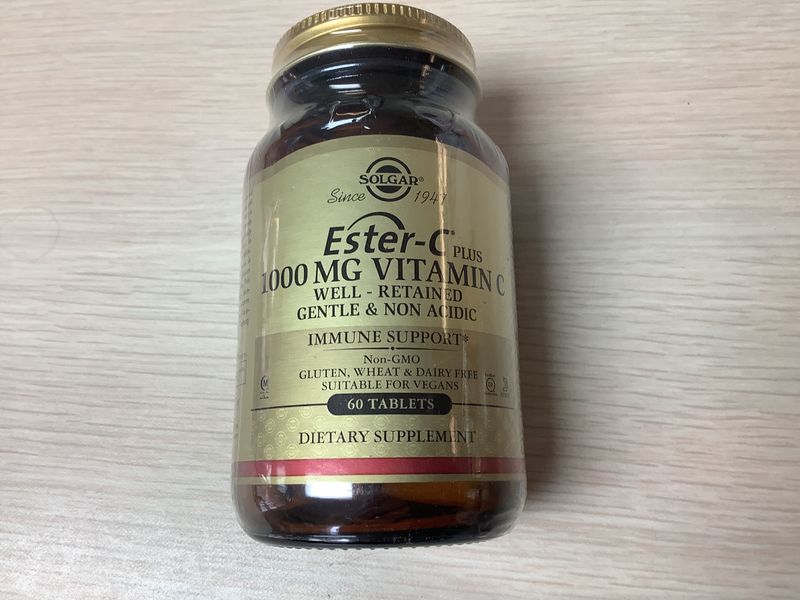 SOLGAR®
Since 1947
Ester-C® PLUS
1000 MG VITAMIN C
WELL - RETAINED
GENTLE & NON ACIDIC
IMMUNE SUPPORT*
NON-GMO
GLUTEN, WHEAT & DAIRY FREE
SUITABLE FOR VEGANS
60 TABLETS
DIETARY SUPPLEMENT